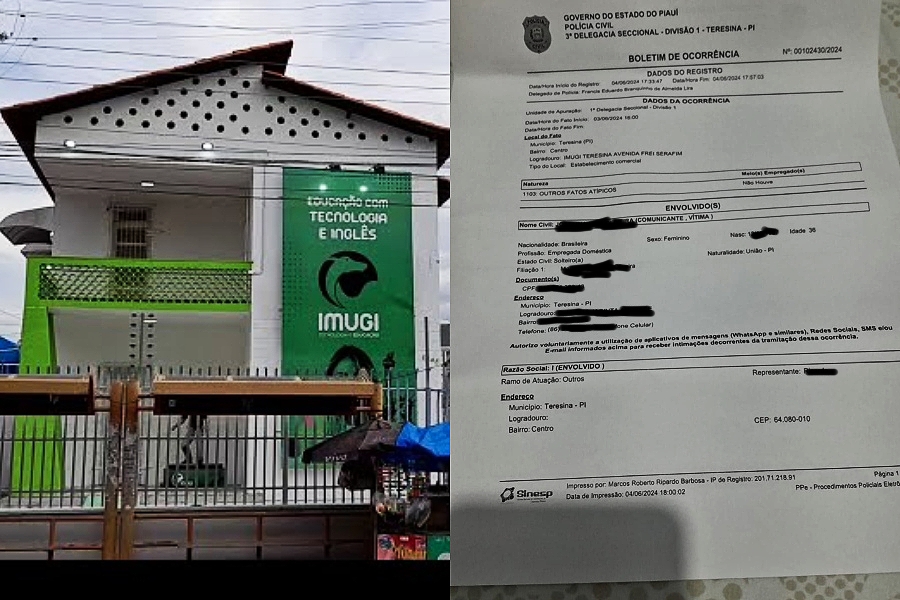 EDUCAÇÃO COM
TECNOLOGIA
E INGLÊS
IMUGI
TECNOLOGIA E EDUCAÇÃO
vivo
GOVERNO DO ESTADO DO PIAUÍ
POLÍCIA CIVIL
3ª DELEGACIA SECCIONAL - DIVISÃO 1 - TERESINA - PI
BOLETIM DE OCORRÊNCIA
Nº: 00102430/2024
DADOS DO REGISTRO
Data/Hora Início do Registro: 04/06/2024 17:33:47 Data/Hora Fim: 04/06/2024 17:57:03
Delegado de Polícia: Francis Eduardo Brandulinho de Almeida Lira
DADOS DA OCORRÊNCIA
Unidade de Apuração: 1ª Delegacia Seccional - Divisão 1
Data/Hora do Fato Início: 03/06/2024 18:00
Data/Hora do Fato Fim:
Local do Fato
Município: Teresina (PI)
Bairro: Centro
Logradouro: IMUGI TERESINA AVENIDA FREI SERAFIM
Tipo do Local: Estabelecimento comercial
Natureza Meio(s) Empregado(s)
1103: OUTROS FATOS ATÍPICOS Não Houve
ENVOLVIDO(S)
Nome Civil: (COMUNICANTE , VÍTIMA )
Nacionalidade: Brasileira Sexo: Feminino Nasc: Idade 36
Profissão: Empregada Doméstica Naturalidade: União - PI
Estado Civil: Solteiro(a)
Filiação 1:
Documento(s)
CPF
Endereço
Município: Teresina - PI
Logradouro:
Bairro:
Telefone: (86) one Celular)
Autorizo voluntariamente a utilização de aplicativos de mensagens (WhatsApp e similares), Redes Sociais, SMS e/ou
E-mail informados acima para receber intimações decorrentes da tramitação dessa ocorrência.
Razão Social: I (ENVOLVIDO )
Ramo de Atuação: Outros Representante:
Endereço
Município: Teresina - PI
Logradouro: CEP: 64.080-010
Bairro: Centro
Sinesp
Impresso por: Marcos Roberto Ripardo Barbosa - IP de Registro: 201.71.218.91 Página 1
Data de Impressão: 04/06/2024 18:00:02 PPe - Procedimentos Policiais Eletrô